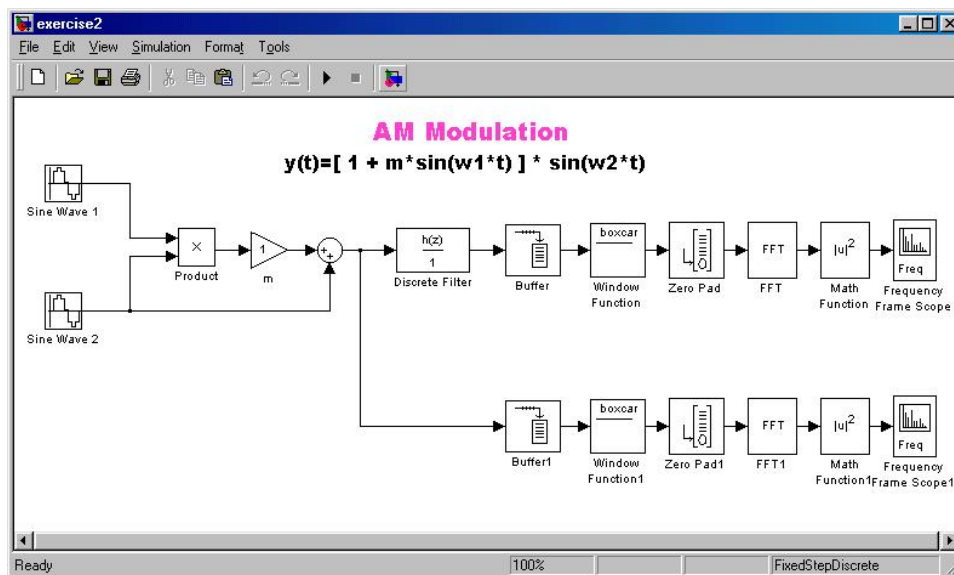 exercise2
File Edit View Simulation Format Tools
AM Modulation
y(t)=[ 1 + m*sin(w1*t) ] * sin(w2*t)
Sine Wave 1
Sine Wave 2
×
Product
1
m
+
+
h(z)
1
Discrete Filter
Buffer
boxcar
Window
Function
Zero Pad
FFT
FFT
|u|²
Math
Function
Freq
Frequency
Frame Scope
Buffer1
boxcar
Window
Function1
Zero Pad1
FFT
FFT1
|u|²
Math
Function1
Freq
Frequency
Frame Scope1
Ready 100% FixedStepDiscrete